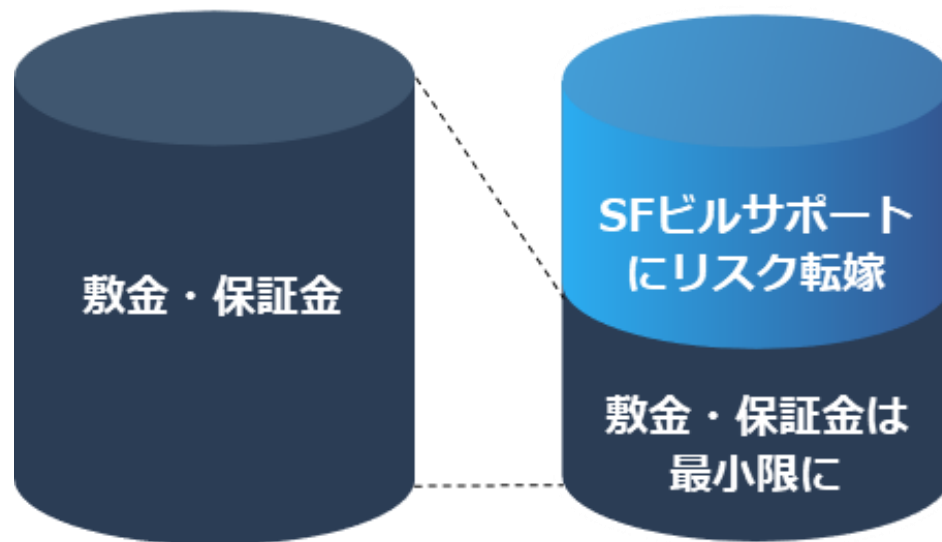 敷金・保証金
SFビルサポート
にリスク転嫁
敷金・保証金は
最小限に